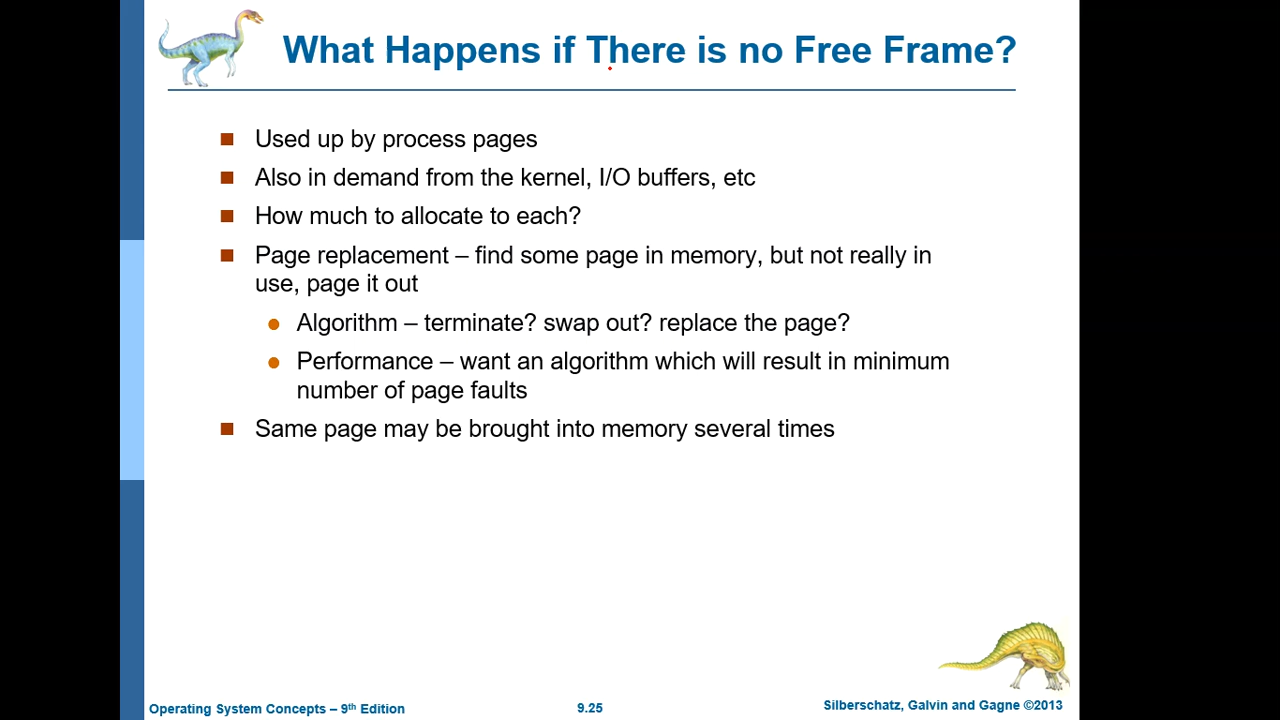 What Happens if There is no Free Frame?
Used up by process pages
Also in demand from the kernel, I/O buffers, etc
How much to allocate to each?
Page replacement – find some page in memory, but not really in
use, page it out
Algorithm – terminate? swap out? replace the page?
Performance – want an algorithm which will result in minimum
number of page faults
Same page may be brought into memory several times
Operating System Concepts – 9th Edition
9.25
Silberschatz, Galvin and Gagne ©2013